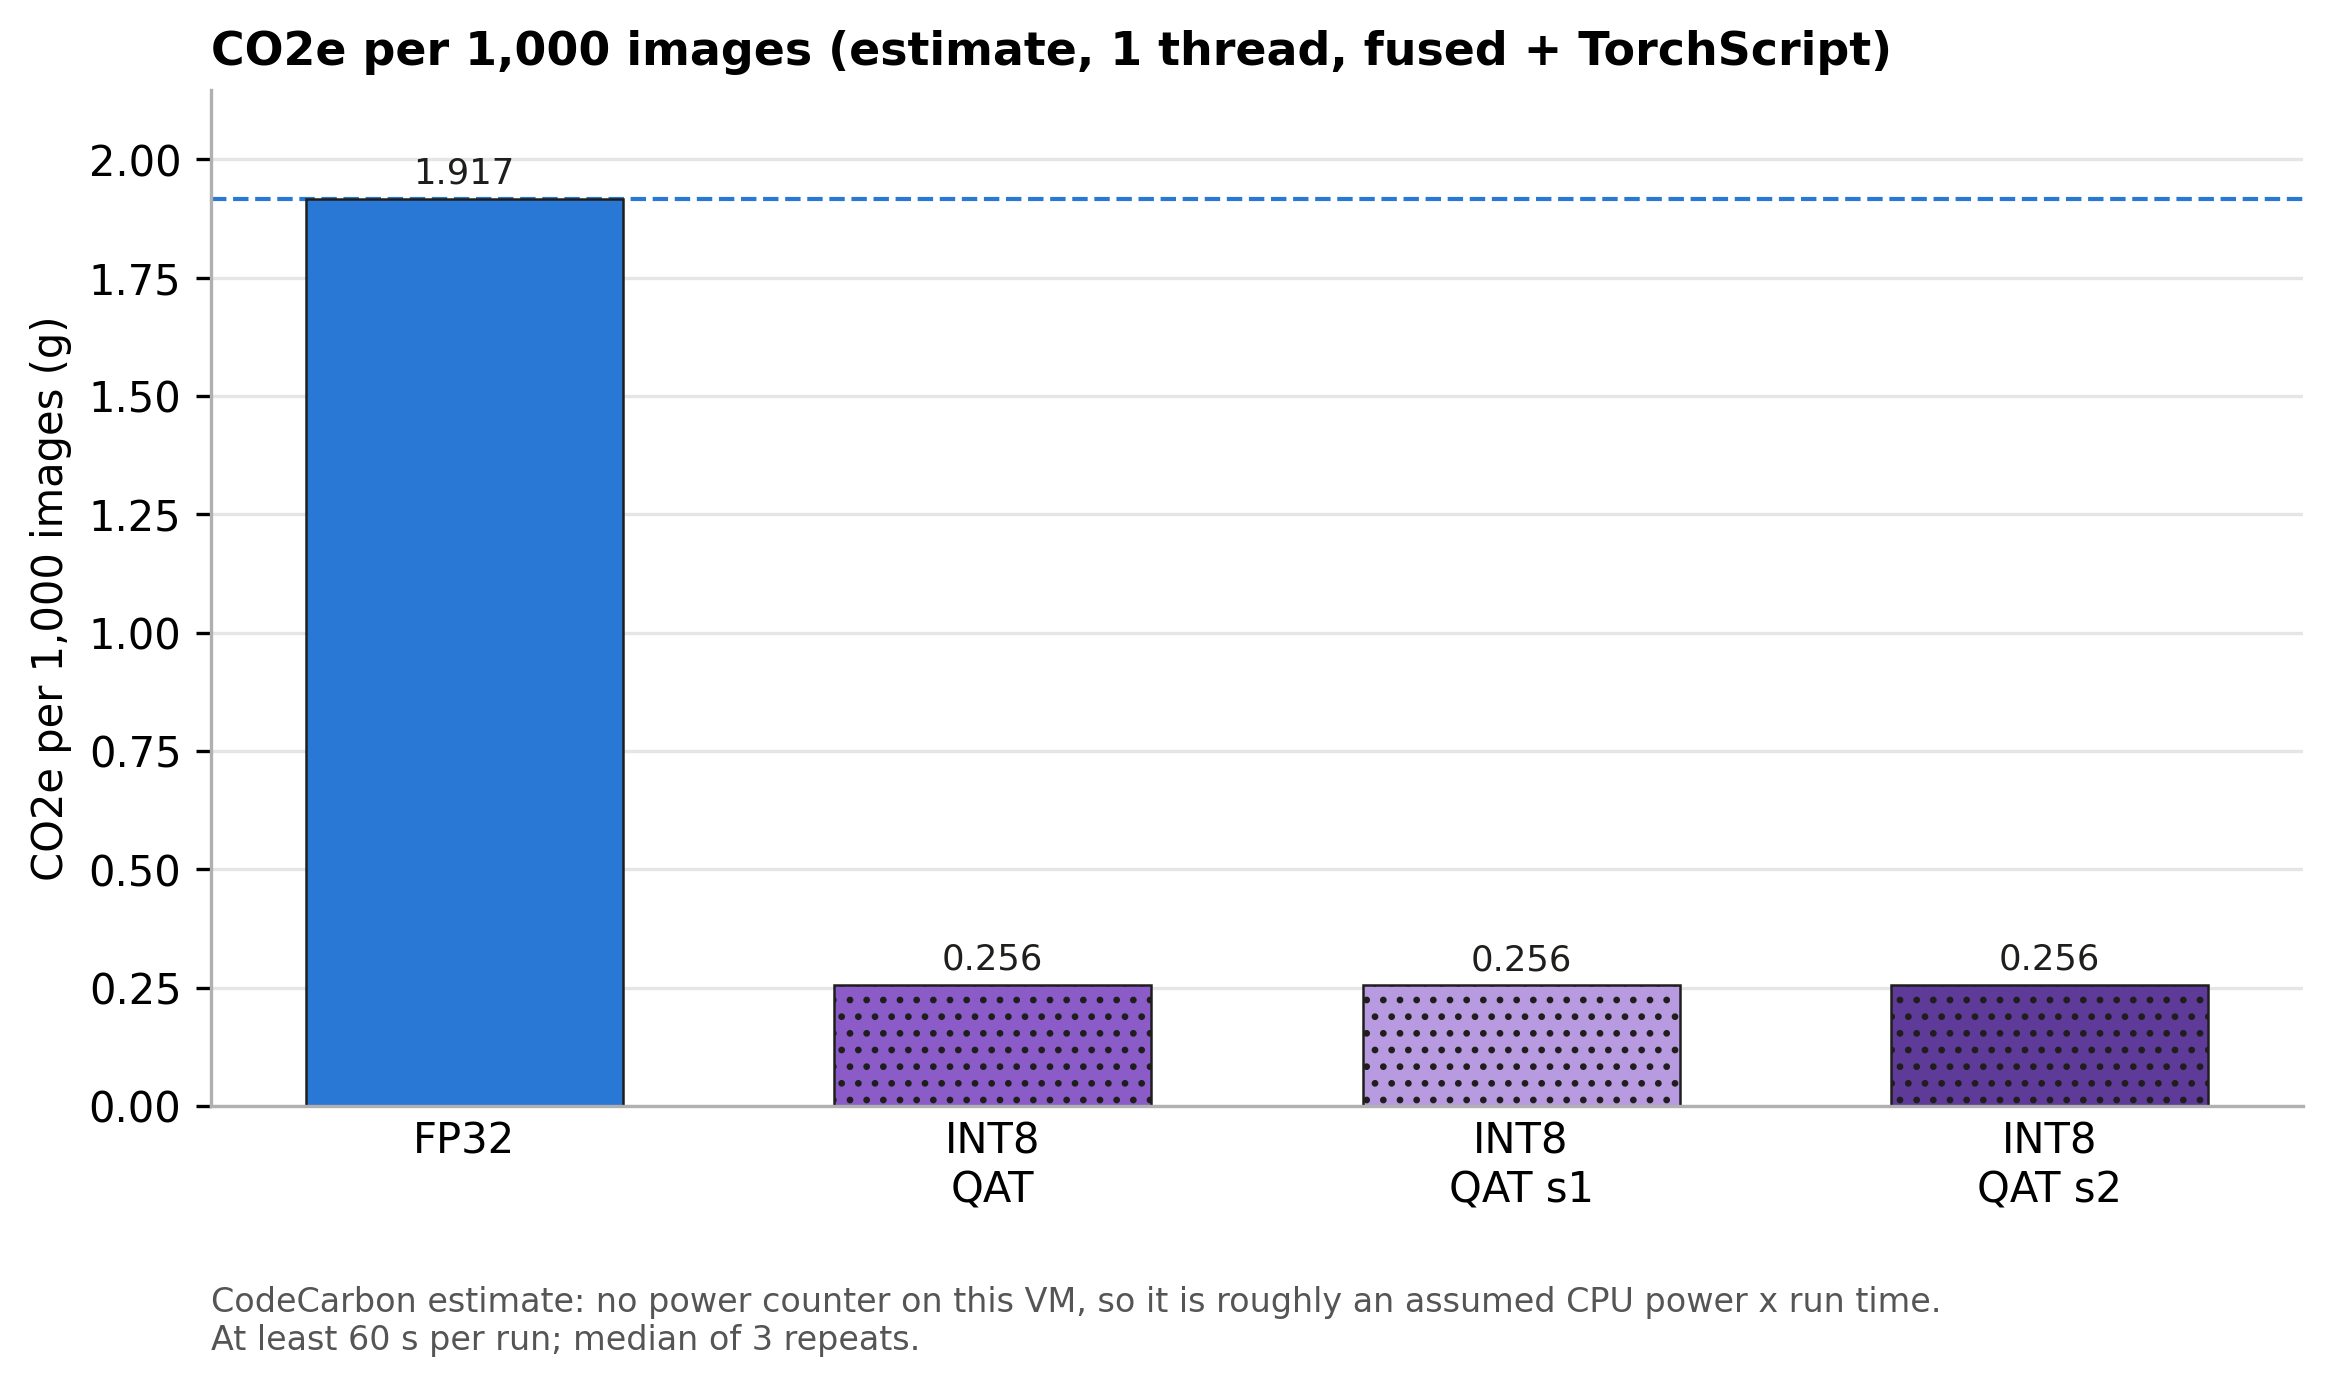 CO2e per 1,000 images (estimate, 1 thread, fused + TorchScript)
CO2e per 1,000 images (g)
2.00
1.75
1.50
1.25
1.00
0.75
0.50
0.25
0.00
1.917
0.256
0.256
0.256
FP32
INT8
QAT
INT8
QAT s1
INT8
QAT s2
CodeCarbon estimate: no power counter on this VM, so it is roughly an assumed CPU power x run time.
At least 60 s per run; median of 3 repeats.